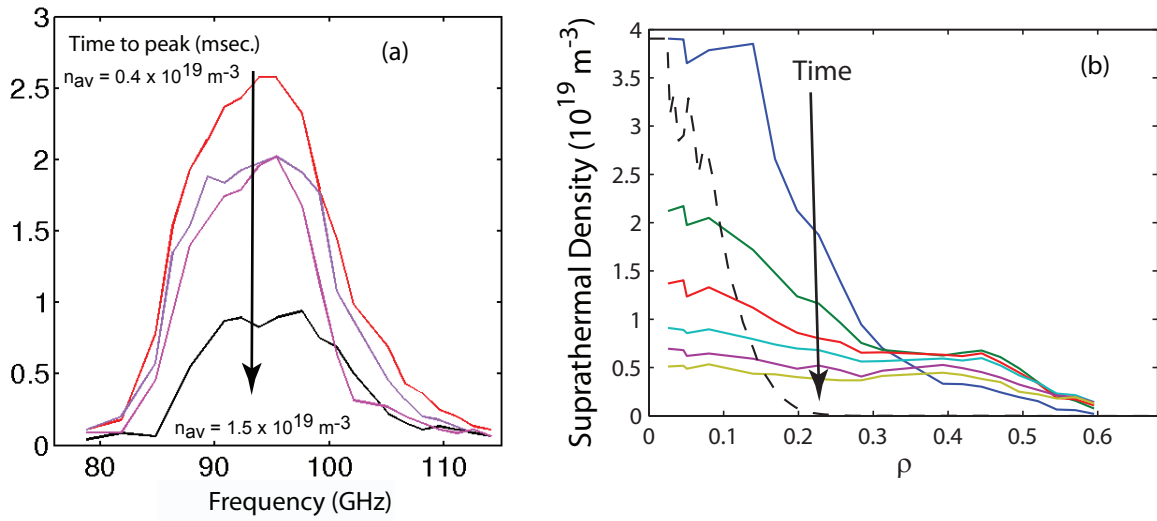 3
2.5
2
1.5
1
0.5
0
Time to peak (msec.)
n_av = 0.4 x 10^19 m^-3
(a)
n_av = 1.5 x 10^19 m^-3
80 90 100 110
Frequency (GHz)
Suprathermal Density (10^19 m^-3)
4
3.5
3
2.5
2
1.5
1
0.5
0
Time
(b)
0 0.1 0.2 0.3 0.4 0.5 0.6
ρ